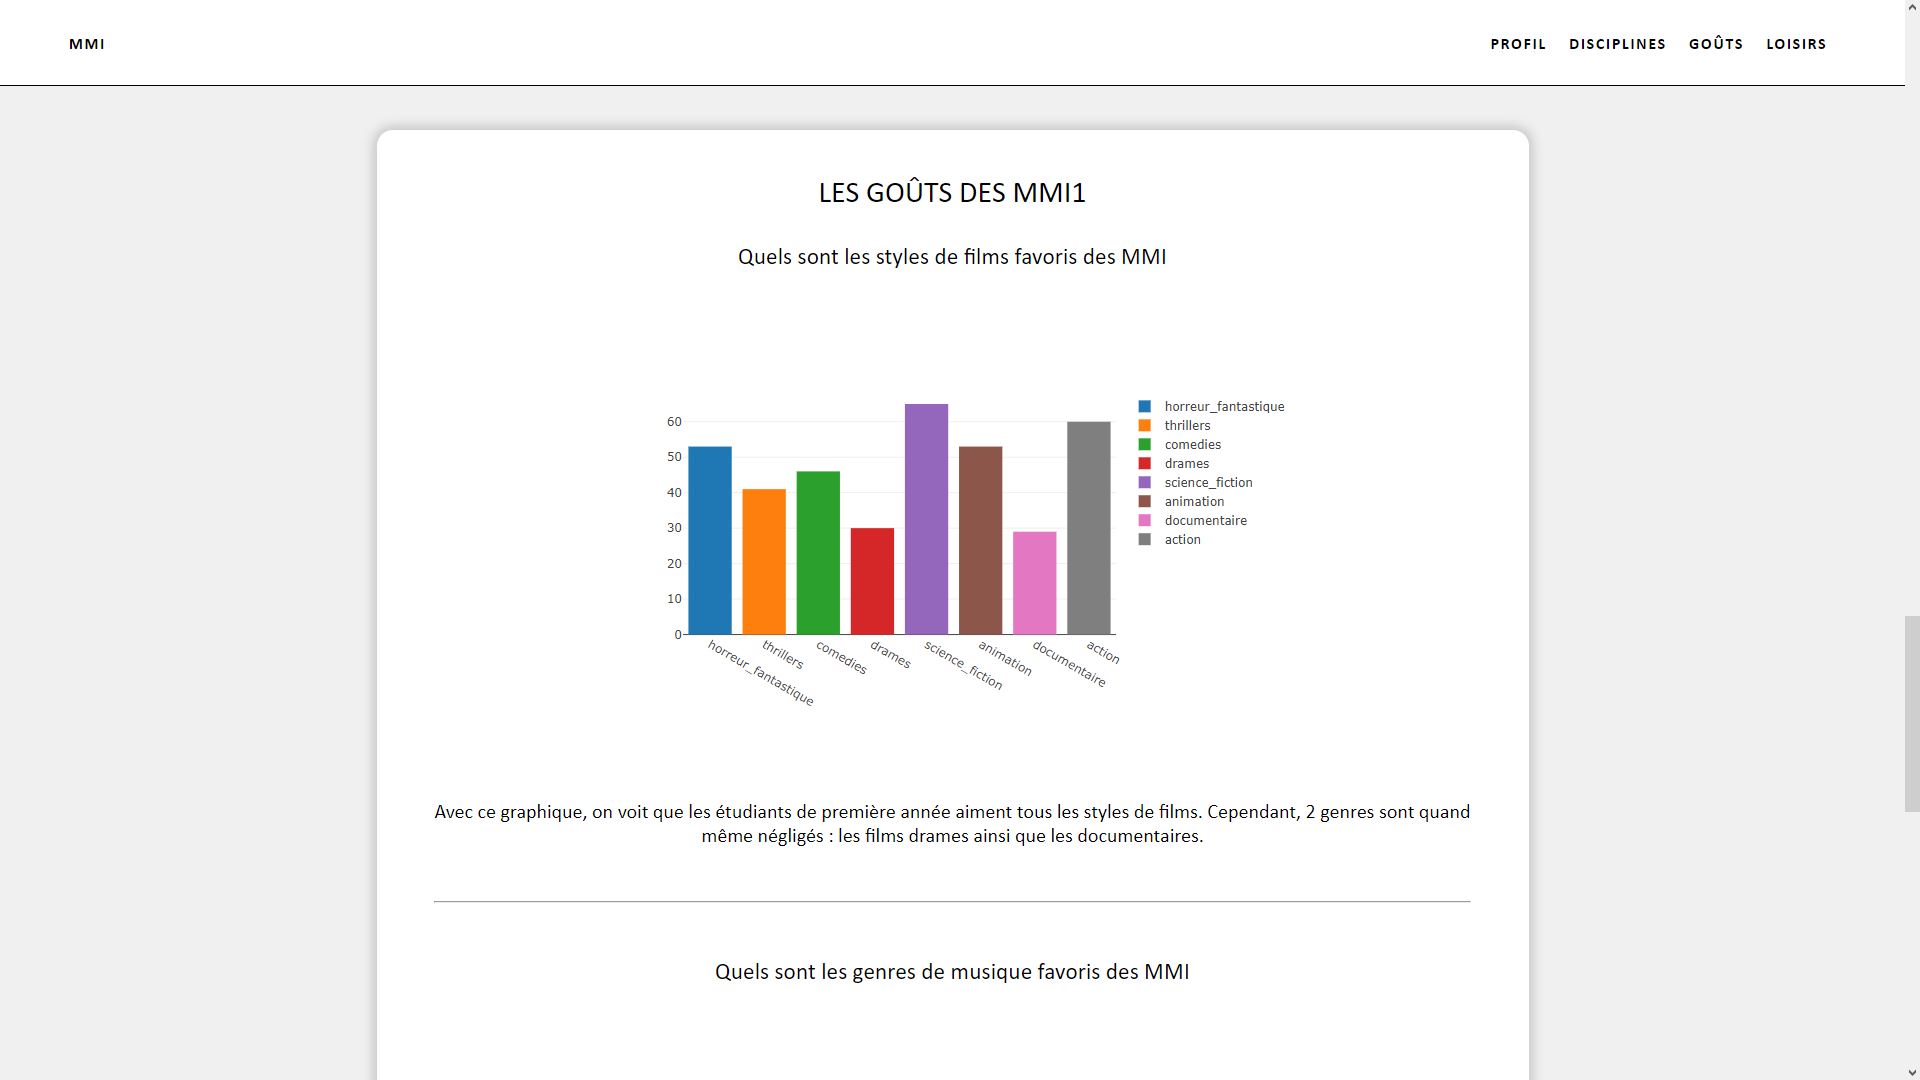 MMI
PROFIL DISCIPLINES GOÛTS LOISIRS
LES GOÛTS DES MMI1
Quels sont les styles de films favoris des MMI
60
50
40
30
20
10
0
horreur_fantastique
thrillers
comedies
drames
science_fiction
animation
documentaire
action
horreur_fantastique
thrillers
comedies
drames
science_fiction
animation
documentaire
action
Avec ce graphique, on voit que les étudiants de première année aiment tous les styles de films. Cependant, 2 genres sont quand
même négligés : les films drames ainsi que les documentaires.
Quels sont les genres de musique favoris des MMI